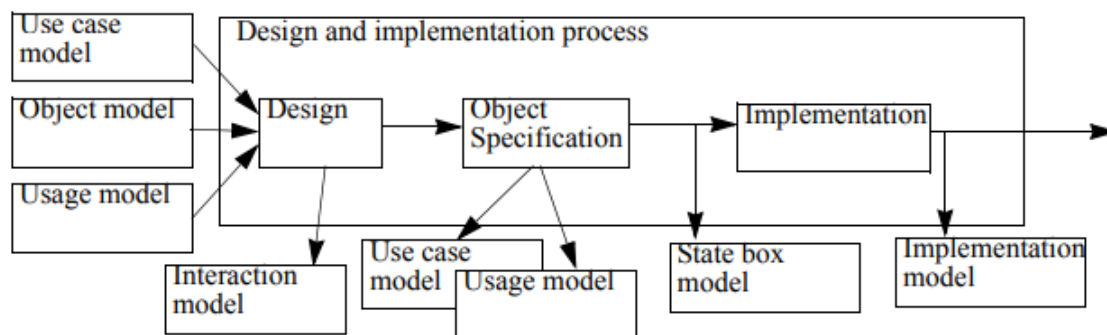 Use case
model
Design and implementation process
Object model
Design
Object
Specification
Implementation
Usage model
Interaction
model
Use case
model
Usage model
State box
model
Implementation
model